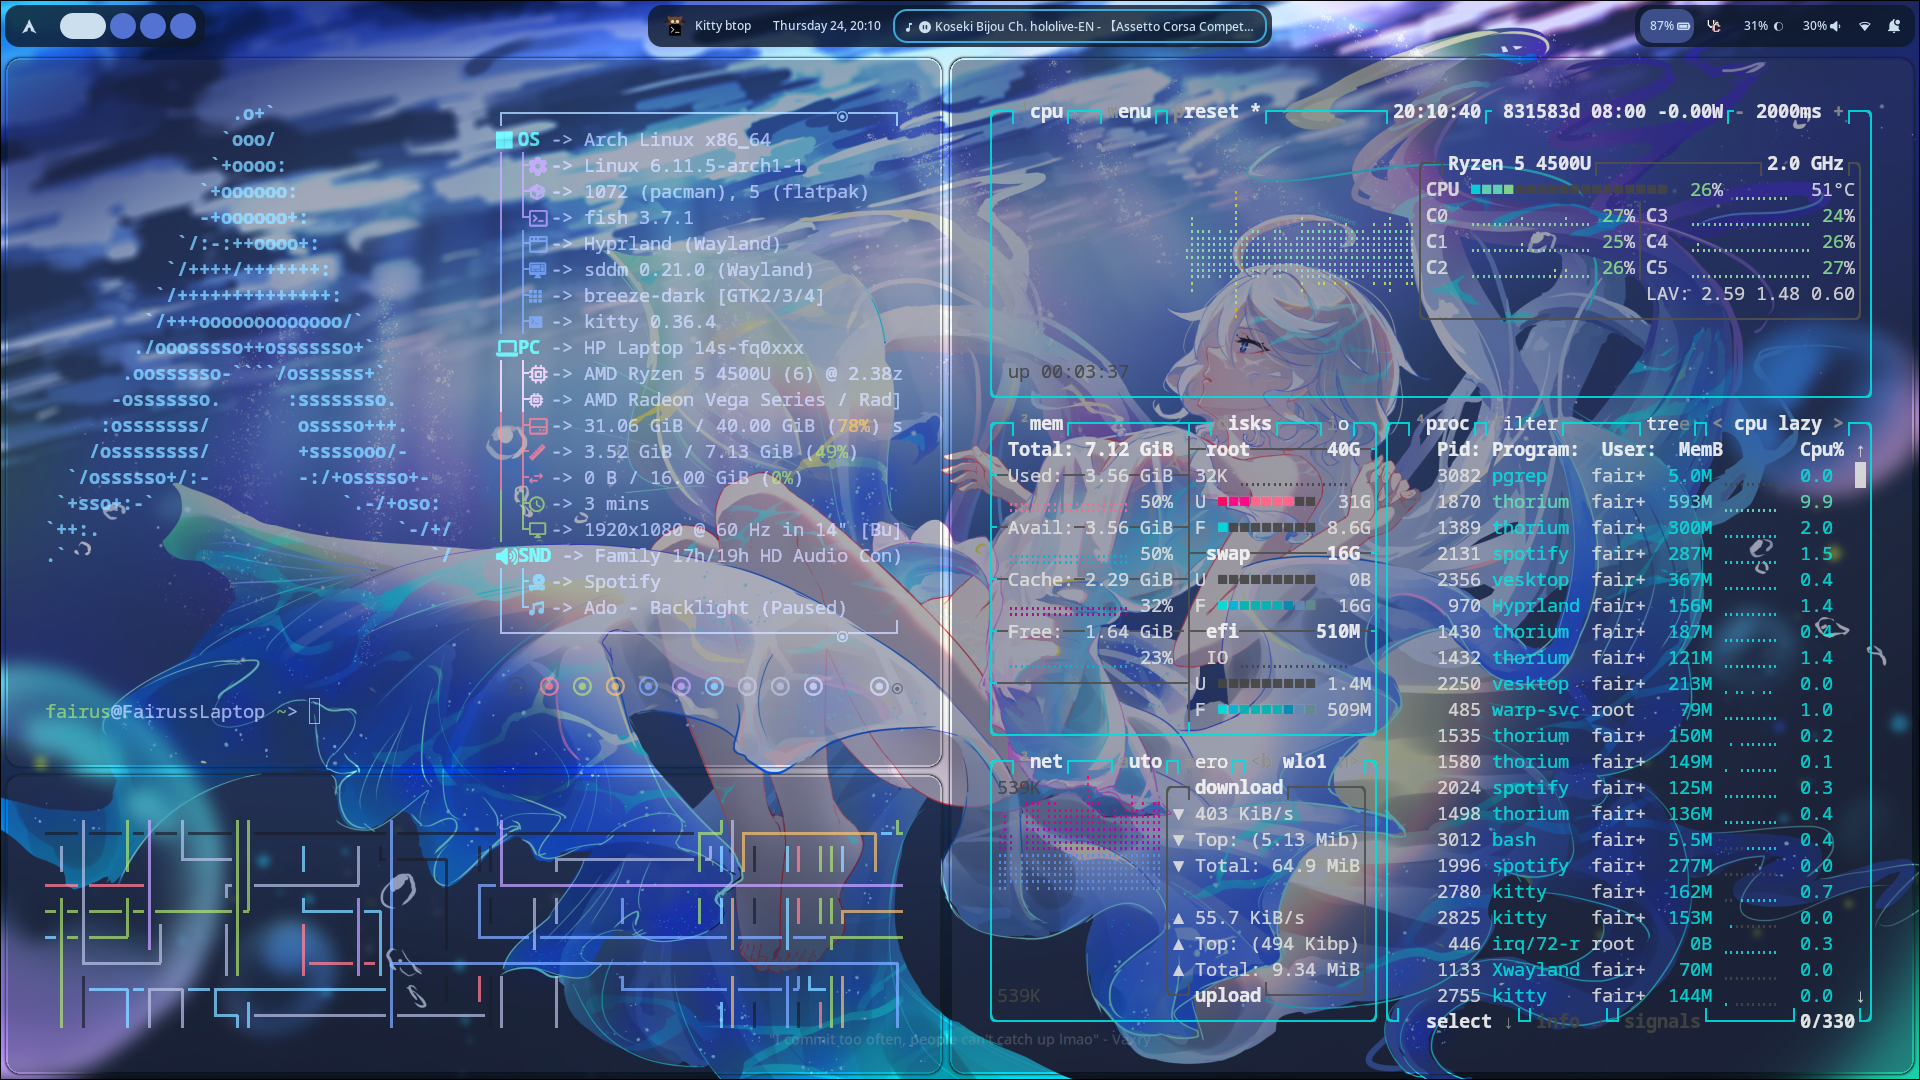 Kitty btop
Thursday 24, 20:10
Koseki Bijou Ch. hololive-EN - 【Assetto Corsa Compet...
87%
31%
30%
OS -> Arch Linux x86_64
-> Linux 6.11.5-arch1-1
-> 1072 (pacman), 5 (flatpak)
-> fish 3.7.1
-> Hyprland (Wayland)
-> sddm 0.21.0 (Wayland)
-> breeze-dark [GTK2/3/4]
-> kitty 0.36.4
PC -> HP Laptop 14s-fq0xxx
-> AMD Ryzen 5 4500U (6) @ 2.38z
-> AMD Radeon Vega Series / Rad]
-> 31.06 GiB / 40.00 GiB (78%) s
-> 3.52 GiB / 7.13 GiB (49%)
-> 0 B / 16.00 GiB (0%)
-> 3 mins
-> 1920x1080 @ 60 Hz in 14" [Bu]
SND -> Family 17h/19h HD Audio Con)
-> Spotify
-> Ado - Backlight (Paused)
fairus@FairussLaptop ~>
cpu enu reset * 20:10:40 831583d 08:00 -0.00W - 2000ms +
Ryzen 5 4500U 2.0 GHz
CPU 26% 51°C
C0 27% C3 24%
C1 25% C4 26%
C2 26% C5 27%
LAV: 2.59 1.48 0.60
up 00:03:37
mem
Total: 7.12 GiB
Used: 3.56 GiB
50%
Avail: 3.56 GiB
50%
Cache: 2.29 GiB
32%
Free: 1.64 GiB
23%
isks io
root 40G
32K
U 31G
F 8.6G
swap 16G
U 0B
F 16G
efi 510M
IO
U 1.4M
F 509M
net auto ero wlo1
539K
539K
download
▼ 403 KiB/s
▼ Top: (5.13 Mib)
▼ Total: 64.9 MiB
▲ 55.7 KiB/s
▲ Top: (494 Kibp)
▲ Total: 9.34 MiB
upload
4 proc ilter tree < cpu lazy >
Pid: Program: User: MemB Cpu% ↑
3082 pgrep fair+ 5.0M 0.0
1870 thorium fair+ 593M 9.9
1389 thorium fair+ 300M 2.0
2131 spotify fair+ 287M 1.5
2356 vesktop fair+ 367M 0.4
970 Hyprland fair+ 156M 1.4
1430 thorium fair+ 187M 0.4
1432 thorium fair+ 121M 1.4
2250 vesktop fair+ 213M 0.0
485 warp-svc root 79M 1.0
1535 thorium fair+ 150M 0.2
1580 thorium fair+ 149M 0.1
2024 spotify fair+ 125M 0.3
1498 thorium fair+ 136M 0.4
3012 bash fair+ 5.5M 0.4
1996 spotify fair+ 277M 0.0
2780 kitty fair+ 162M 0.7
2825 kitty fair+ 153M 0.0
446 irq/72-r root 0B 0.3
1133 Xwayland fair+ 70M 0.0
2755 kitty fair+ 144M 0.0 ↓
select ↓ info signals 0/330
"I commit too often, people can't catch up lmao" - Vaxry